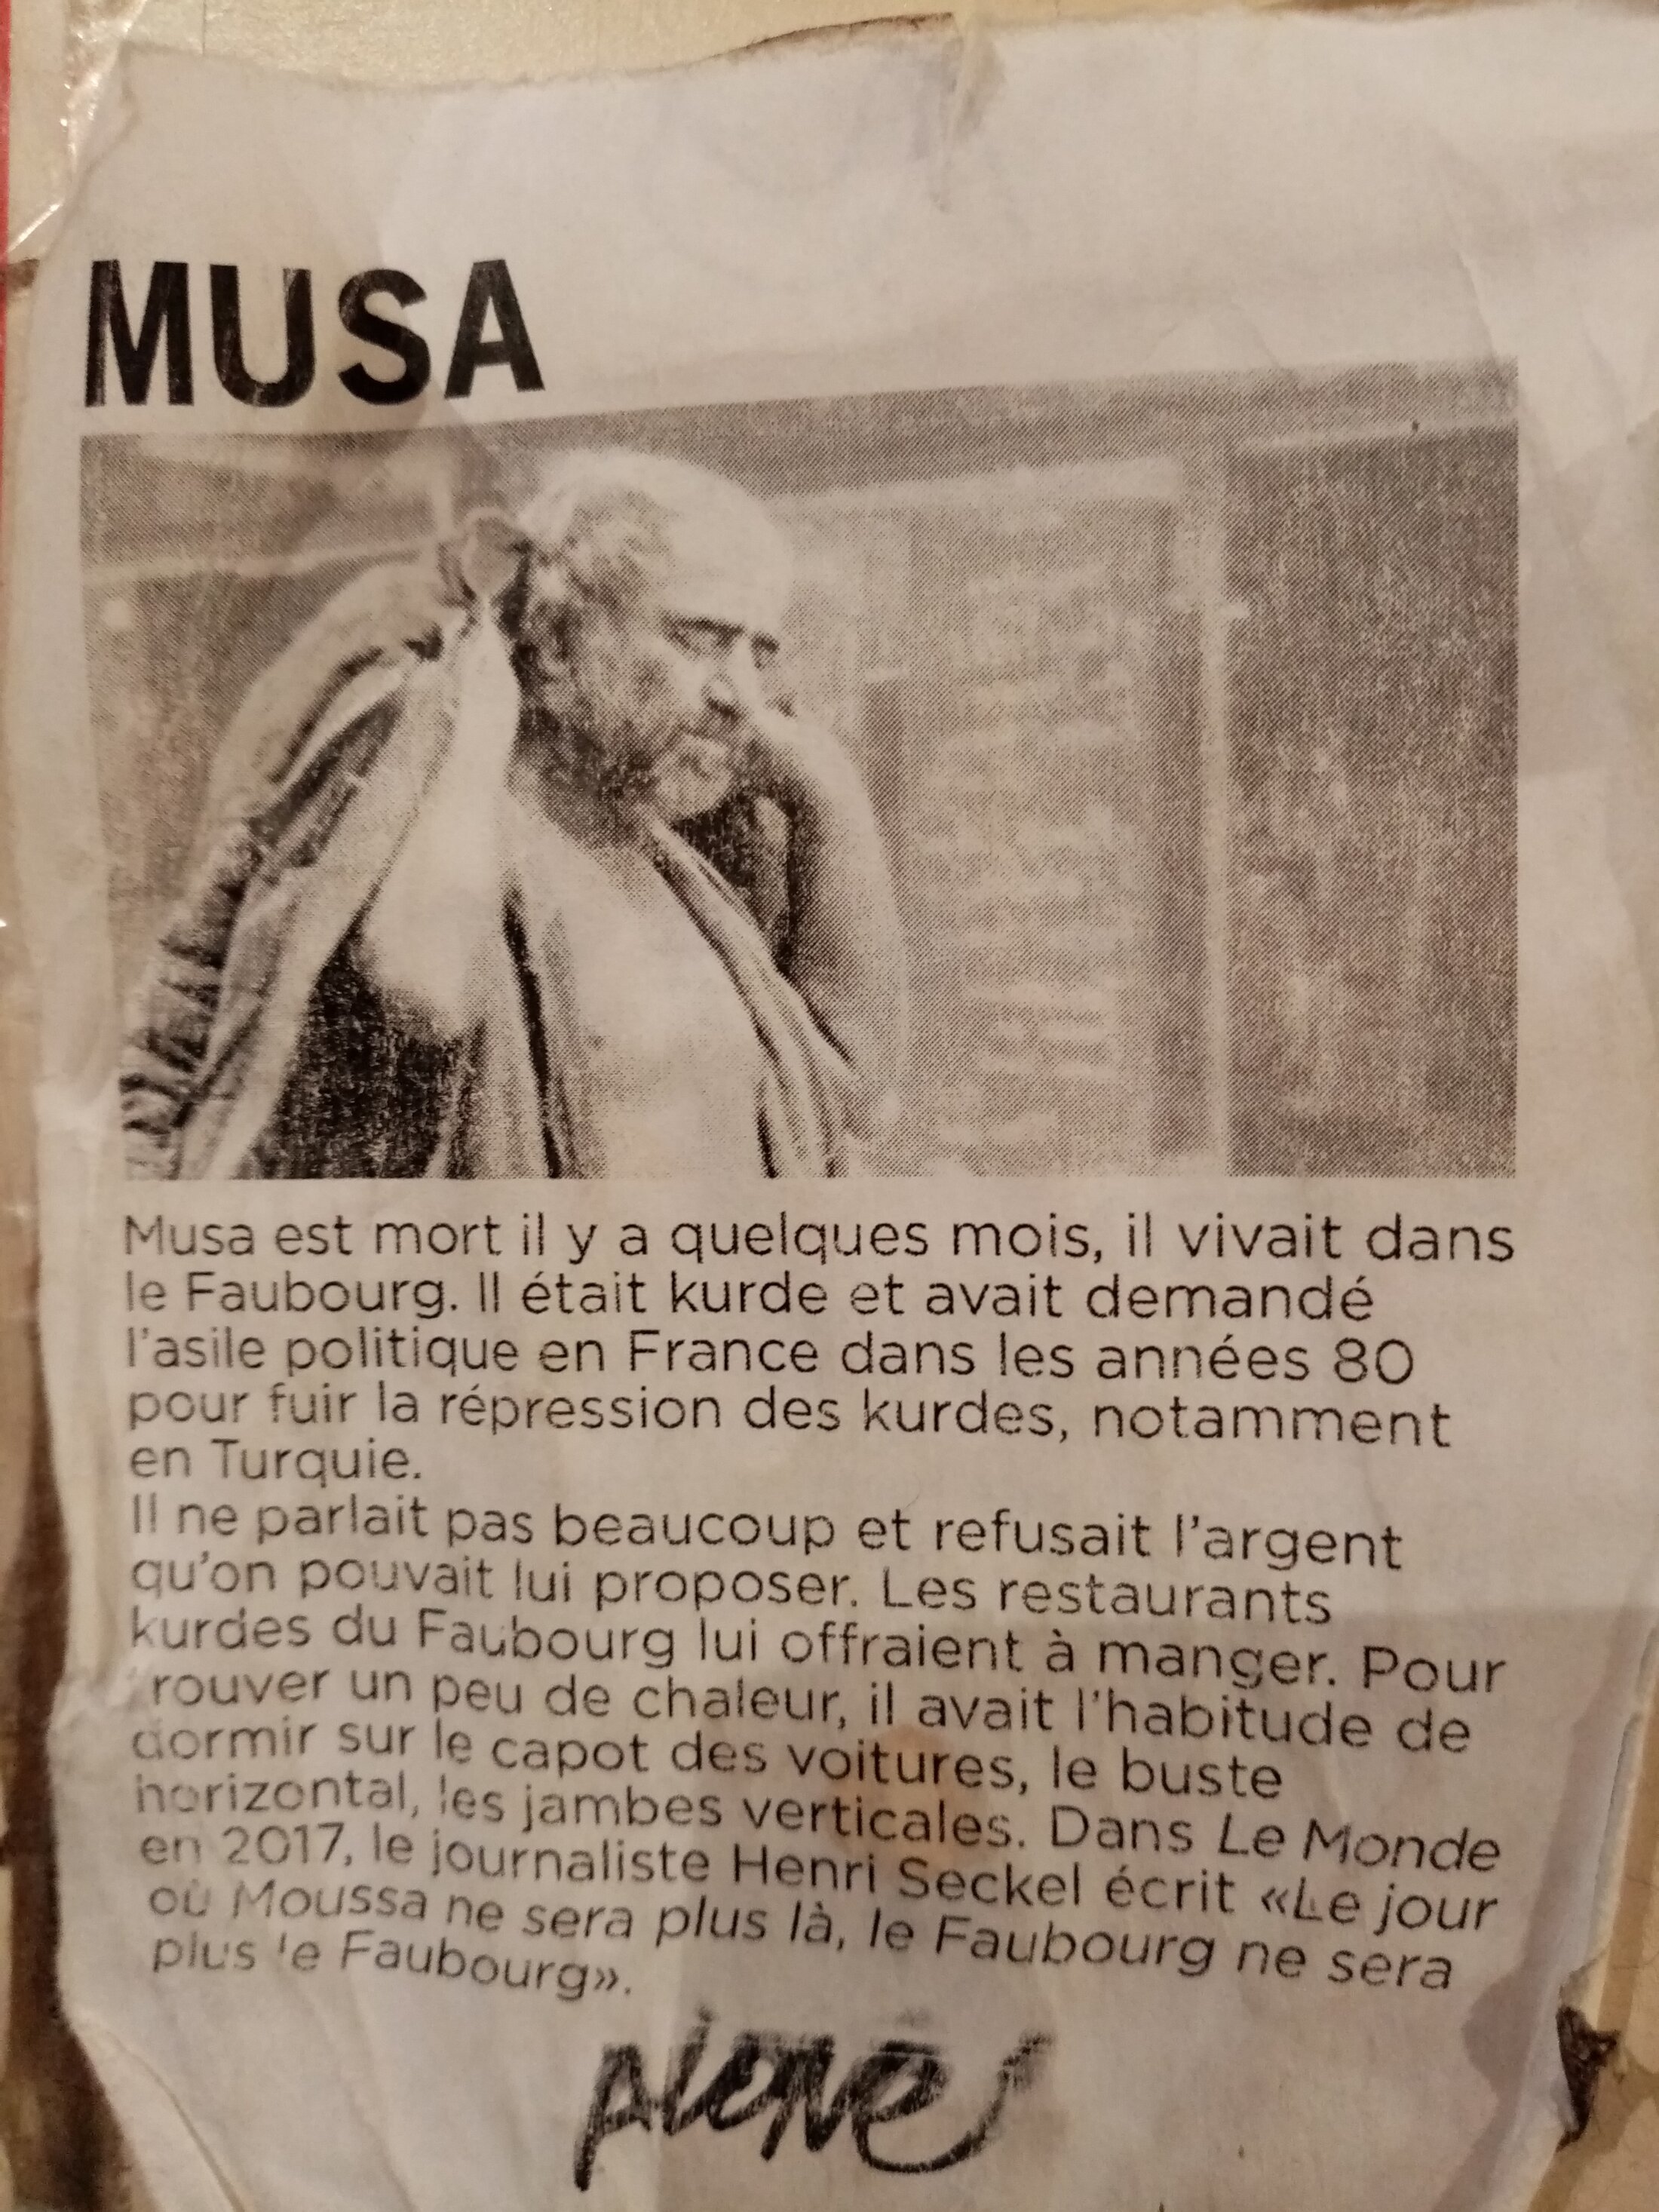 MUSA
Musa est mort il y a quelques mois, il vivait dans
le Faubourg. Il était kurde et avait demandé
l'asile politique en France dans les années 80
pour fuir la répression des kurdes, notamment
en Turquie.
Il ne parlait pas beaucoup et refusait l'argent
qu'on pouvait lui proposer. Les restaurants
kurdes du Faubourg lui offraient à manger. Pour
trouver un peu de chaleur, il avait l'habitude de
dormir sur le capot des voitures, le buste
horizontal, les jambes verticales. Dans Le Monde
en 2017, le journaliste Henri Seckel écrit «Le jour
où Moussa ne sera plus là, le Faubourg ne sera
plus le Faubourg».